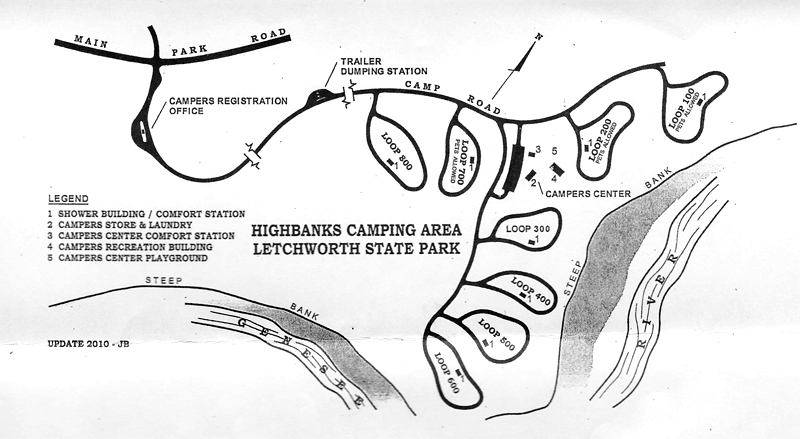 MAIN PARK ROAD
N
TRAILER
DUMPING STATION
CAMP ROAD
CAMPERS REGISTRATION
OFFICE
LOOP 100
PETS ALLOWED
LOOP 200
PETS ALLOWED
LOOP 800
LOOP 700
PETS ALLOWED
3
5
2
4
CAMPERS CENTER
BANK
LEGEND
1 SHOWER BUILDING / COMFORT STATION
2 CAMPERS STORE & LAUNDRY
3 CAMPERS CENTER COMFORT STATION
4 CAMPERS RECREATION BUILDING
5 CAMPERS CENTER PLAYGROUND
HIGHBANKS CAMPING AREA
LETCHWORTH STATE PARK
LOOP 300
1
STEEP
RIVER
STEEP
BANK
LOOP 400
1
GENESEE
LOOP 500
1
LOOP 600
1
UPDATE 2010 - JB